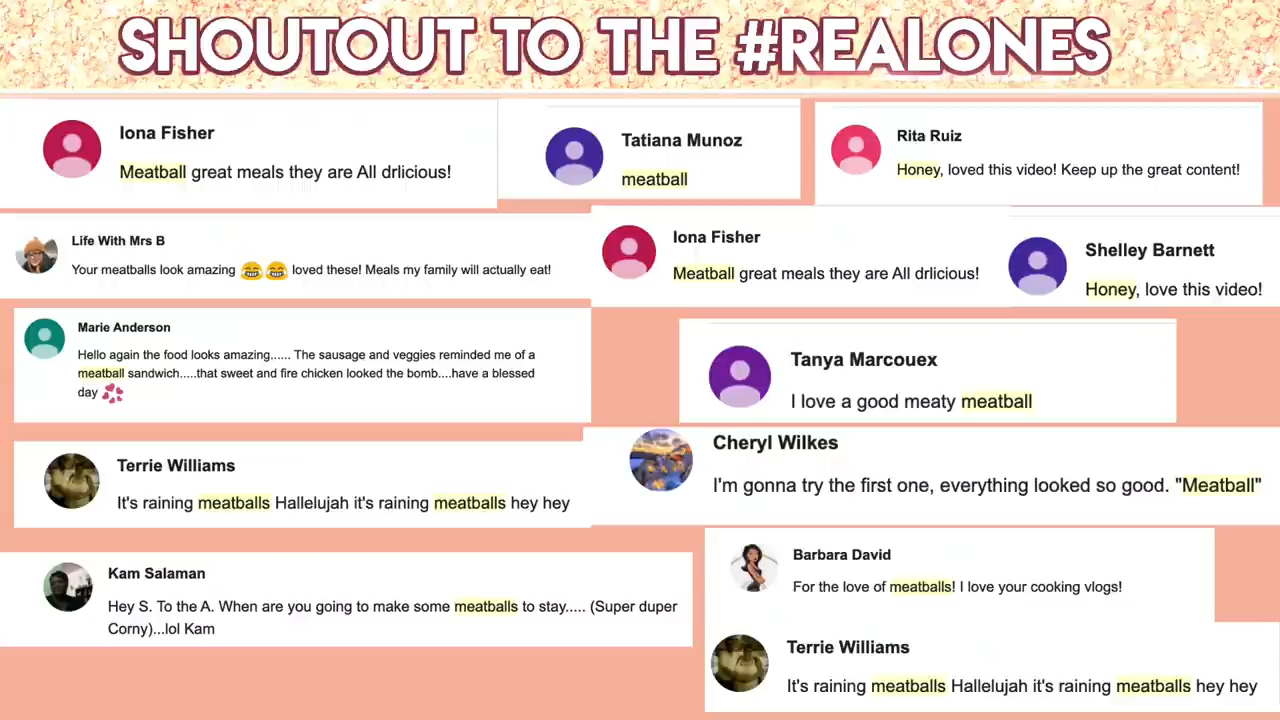 SHOUTOUT TO THE #REALONES
Iona Fisher
Meatball great meals they are All drlicious!
Tatiana Munoz
meatball
Rita Ruiz
Honey, loved this video! Keep up the great content!
Life With Mrs B
Your meatballs look amazing 😂😂 loved these! Meals my family will actually eat!
Iona Fisher
Meatball great meals they are All drlicious!
Shelley Barnett
Honey, love this video!
Marie Anderson
Hello again the food looks amazing...... The sausage and veggies reminded me of a
meatball sandwich.....that sweet and fire chicken looked the bomb....have a blessed
day 💞
Tanya Marcouex
I love a good meaty meatball
Terrie Williams
It's raining meatballs Hallelujah it's raining meatballs hey hey
Cheryl Wilkes
I'm gonna try the first one, everything looked so good. "Meatball"
Kam Salaman
Hey S. To the A. When are you going to make some meatballs to stay..... (Super duper
Corny)...lol Kam
Barbara David
For the love of meatballs! I love your cooking vlogs!
Terrie Williams
It's raining meatballs Hallelujah it's raining meatballs hey hey